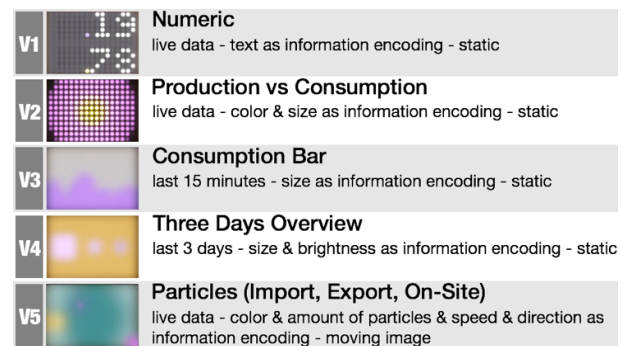 V1
19
78
Numeric
live data - text as information encoding - static
V2
Production vs Consumption
live data - color & size as information encoding - static
V3
Consumption Bar
last 15 minutes - size as information encoding - static
V4
Three Days Overview
last 3 days - size & brightness as information encoding - static
V5
Particles (Import, Export, On-Site)
live data - color & amount of particles & speed & direction as
information encoding - moving image